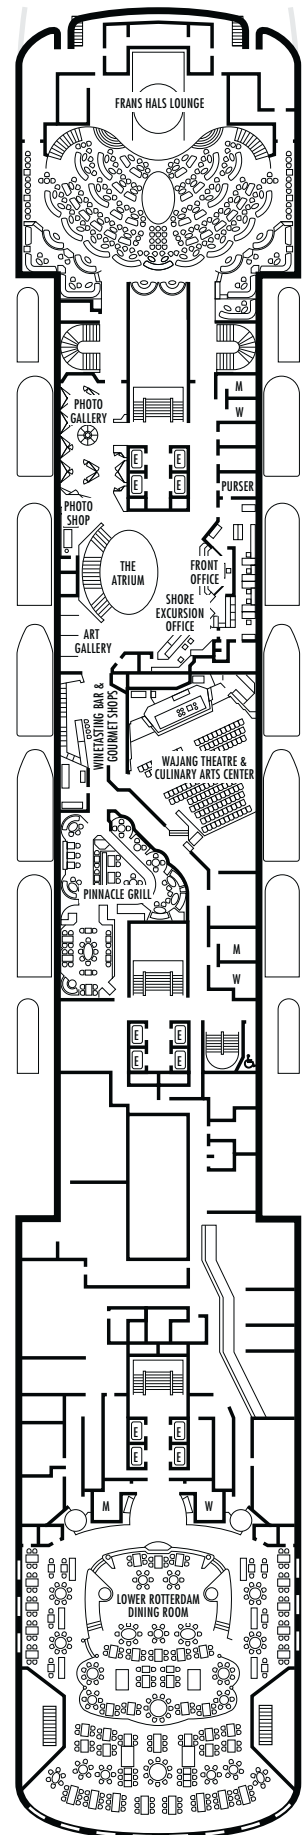 FRANS HALS LOUNGE
M
W
PHOTO
GALLERY
E E
E E
PURSER
PHOTO
SHOP
THE
ATRIUM
FRONT
OFFICE
SHORE
EXCURSION
OFFICE
ART
GALLERY
WINETASTING BAR &
GOURMET SHOPS
WAJANG THEATRE &
CULINARY ARTS CENTER
PINNACLE GRILL
M
W
E E
E E
E E
E E
M W
LOWER ROTTERDAM
DINING ROOM